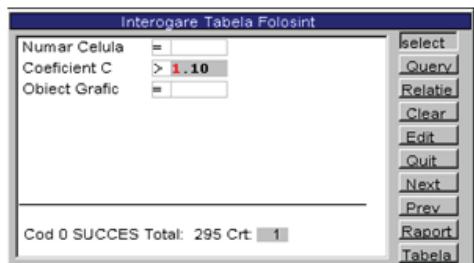 Interogare Tabela Folosint
Numar Celula =
Coeficient C > 1.10
Obiect Grafic =
Cod 0 SUCCES Total: 295 Crt: 1
select
Query
Relatie
Clear
Edit
Quit
Next
Prev
Raport
Tabela